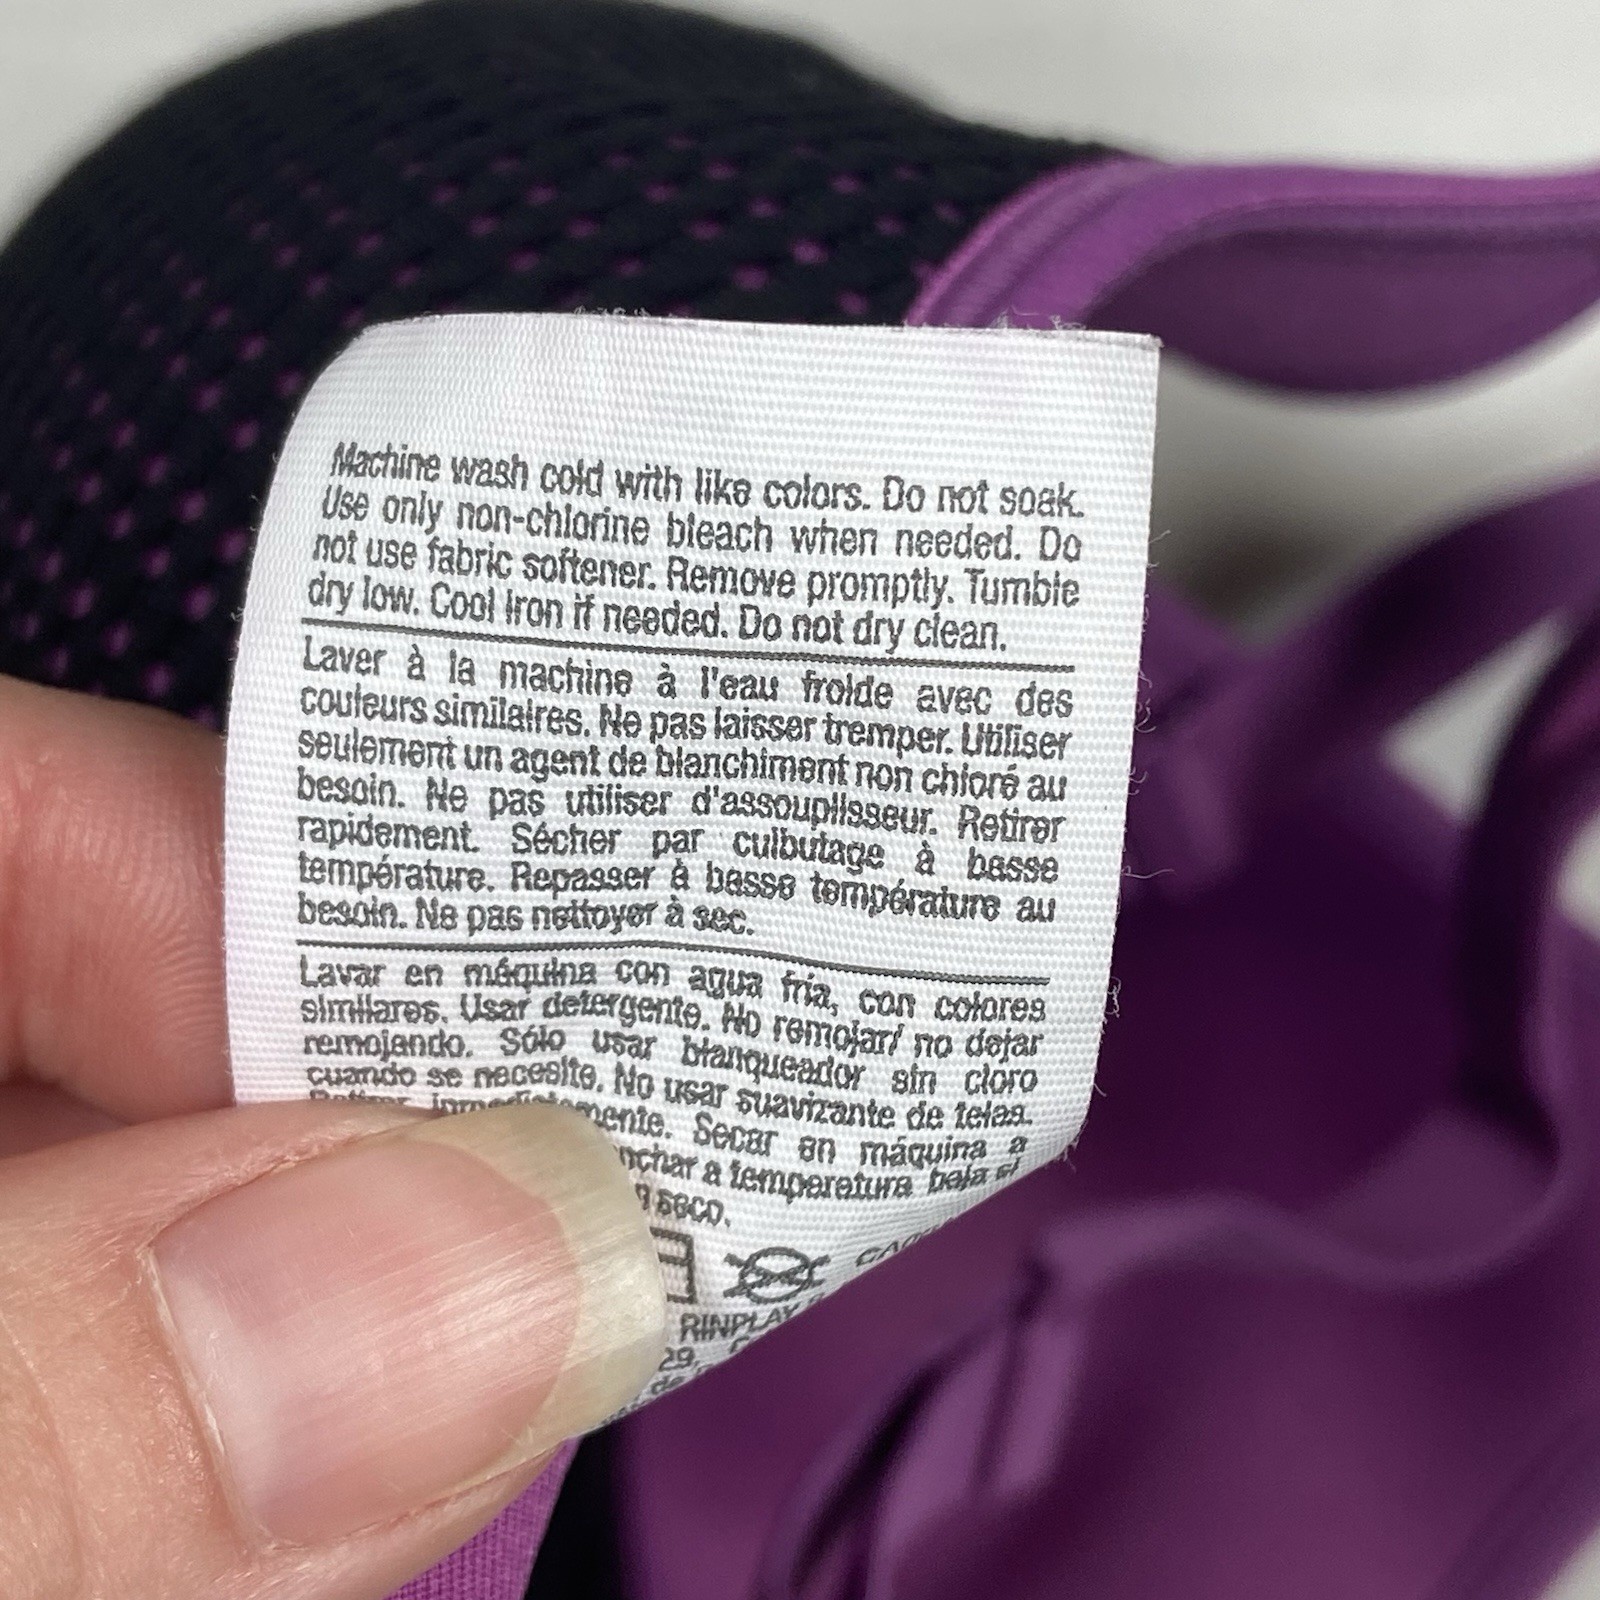 Machine wash cold with like colors. Do not soak.
Use only non-chlorine bleach when needed. Do
not use fabric softener. Remove promptly. Tumble
dry low. Cool Iron if needed. Do not dry clean.
Laver à la machine à l'eau froide avec des
couleurs similaires. Ne pas laisser tremper. Utiliser
seulement un agent de blanchiment non chloré au
besoin. Ne pas utiliser d'assouplisseur. Retirer
rapidement. Sécher par culbutage à basse
température. Repasser à basse température au
besoin. Ne pas nettoyer à sec.
Lavar en máquina con agua fría, con colores
similares. Usar detergente. No remojar/ no dejar
remojando. Sólo usar blanqueador sin cloro
cuando se necesite. No usar suavizante de telas.
Secar en máquina a
a temperatura baja si
seco.
RINPLAY
29,
de